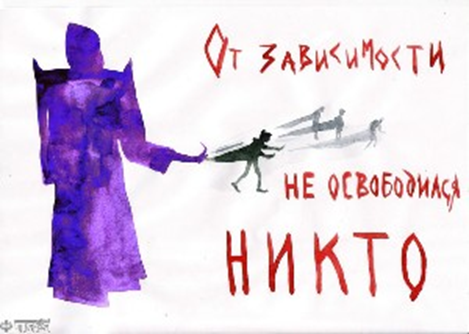 От зависимости
не освободился
никто